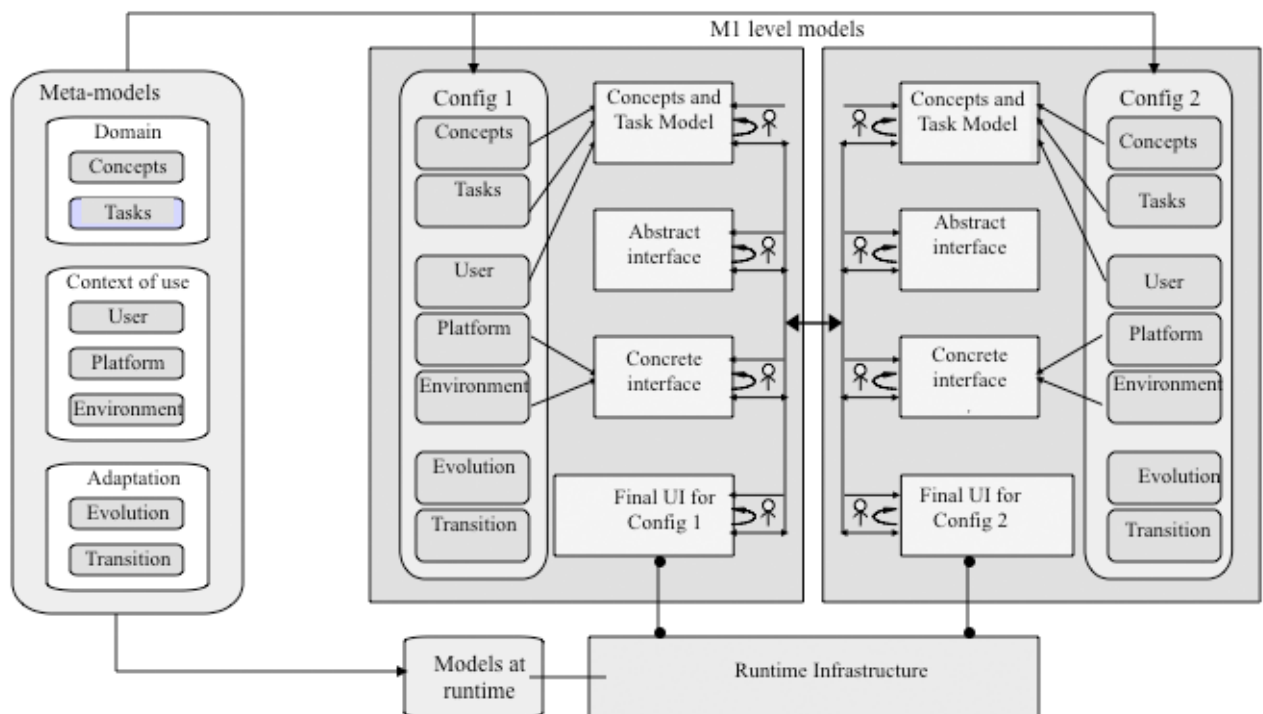 M1 level models
Meta-models
Domain
Concepts
Tasks
Context of use
User
Platform
Environment
Adaptation
Evolution
Transition
Config 1
Concepts
Tasks
User
Platform
Environment
Evolution
Transition
Concepts and
Task Model
Abstract
interface
Concrete
interface
Final UI for
Config 1
Concepts and
Task Model
Abstract
interface
Concrete
interface
Final UI for
Config 2
Config 2
Concepts
Tasks
User
Platform
Environment
Evolution
Transition
Models at
runtime
Runtime Infrastructure